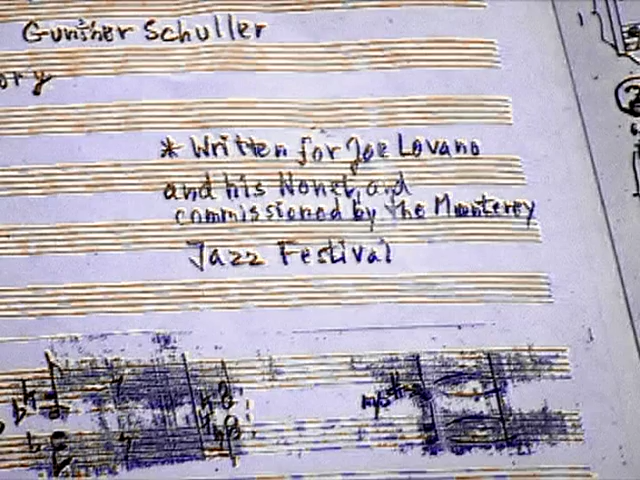 Gunther Schuller
ory
* Written for Joe Lovano
and his Nonet, and
commissioned by the Monterey
Jazz Festival